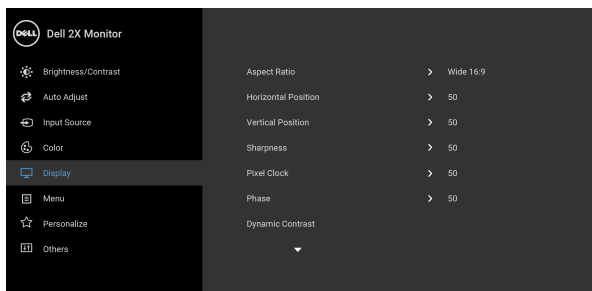 DELL Dell 2X Monitor
Brightness/Contrast
Auto Adjust
Input Source
Color
Display
Menu
Personalize
Others
Aspect Ratio Wide 16:9
Horizontal Position 50
Vertical Position 50
Sharpness 50
Pixel Clock 50
Phase 50
Dynamic Contrast